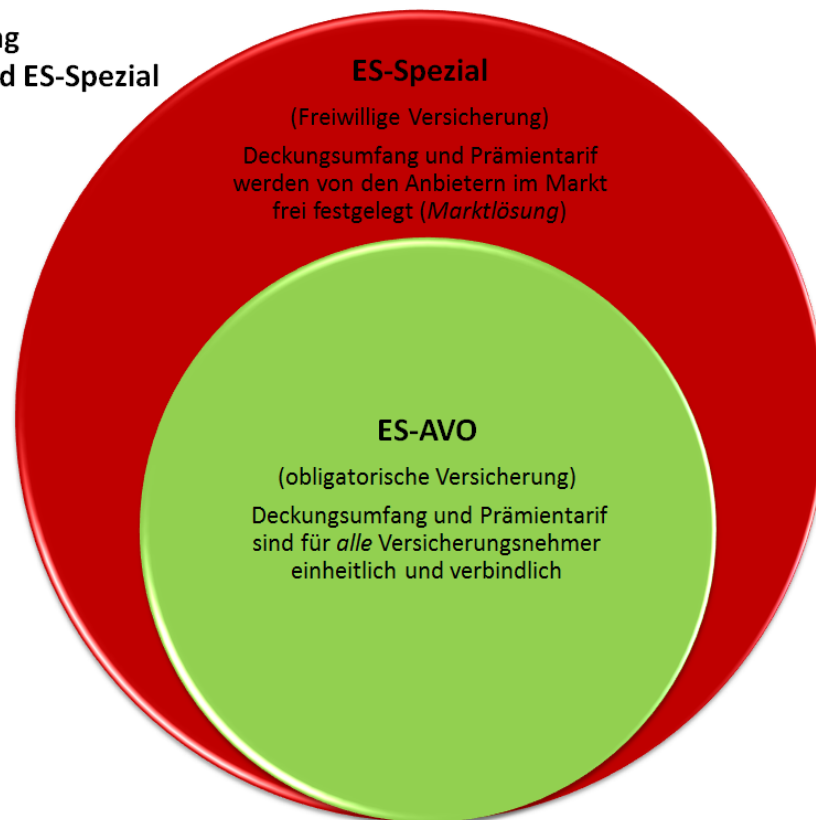 d ES-Spezial
ES-Spezial
(Freiwillige Versicherung)
Deckungsumfang und Prämientarif
werden von den Anbietern im Markt
frei festgelegt (Marktlösung)
ES-AVO
(obligatorische Versicherung)
Deckungsumfang und Prämientarif
sind für alle Versicherungsnehmer
einheitlich und verbindlich